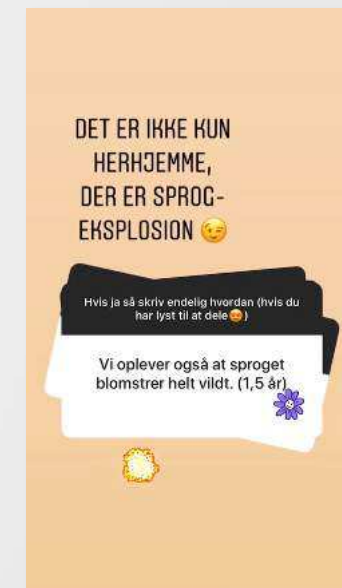 DET ER IKKE KUN
HERHJEMME,
DER ER SPROG-
EKSPLOSION 😉
Hvis ja så skriv endelig hvordan (hvis du
har lyst til at dele😍)
Vi oplever også at sproget
blomstrer helt vildt. (1,5 år)